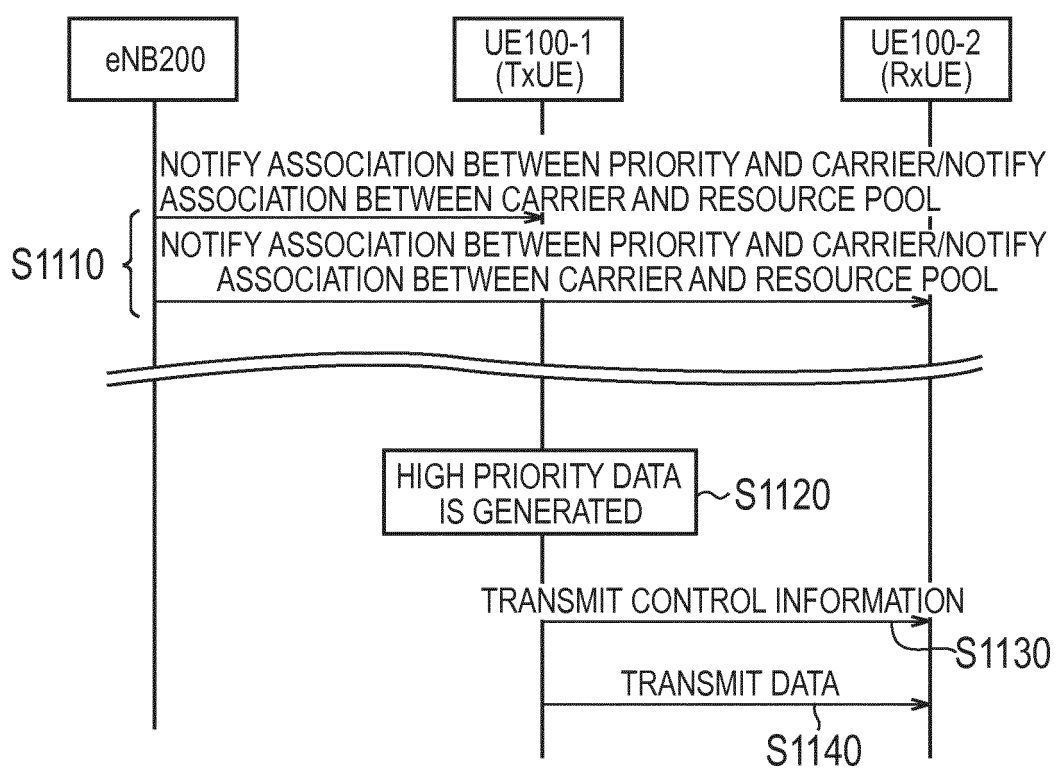 eNB200
UE100-1
(TxUE)
UE100-2
(RxUE)
NOTIFY ASSOCIATION BETWEEN PRIORITY AND CARRIER/NOTIFY
ASSOCIATION BETWEEN CARRIER AND RESOURCE POOL
S1110
NOTIFY ASSOCIATION BETWEEN PRIORITY AND CARRIER/NOTIFY
ASSOCIATION BETWEEN CARRIER AND RESOURCE POOL
HIGH PRIORITY DATA
IS GENERATED
S1120
TRANSMIT CONTROL INFORMATION
S1130
TRANSMIT DATA
S1140